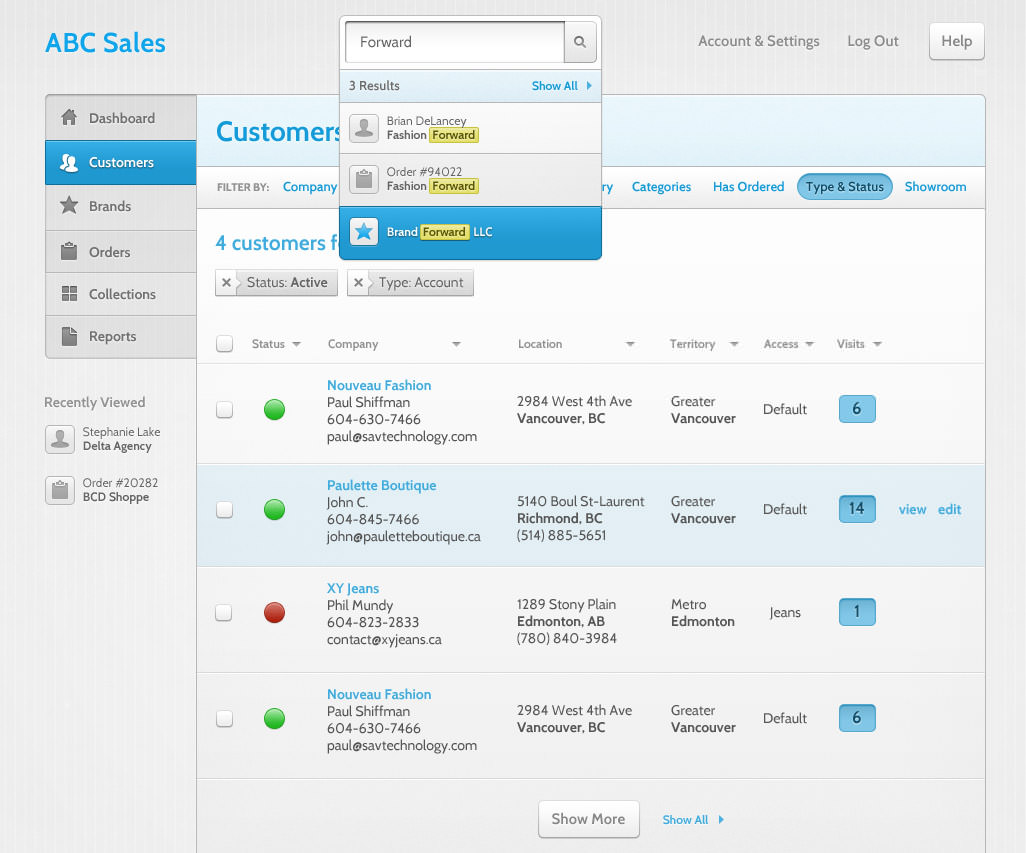 ABC Sales
Forward
Account & Settings
Log Out
Help
3 Results
Show All
Brian DeLancey
Fashion Forward
Order #94022
Fashion Forward
Brand Forward LLC
Dashboard
Customers
Brands
Orders
Collections
Reports
Recently Viewed
Stephanie Lake
Delta Agency
Order #20282
BCD Shoppe
Customers
FILTER BY:
Company
Categories
Has Ordered
Type & Status
Showroom
4 customers
Status: Active
Type: Account
Status
Company
Location
Territory
Access
Visits
Nouveau Fashion
Paul Shiffman
604-630-7466
paul@savtechnology.com
2984 West 4th Ave
Vancouver, BC
Greater
Vancouver
Default
6
Paulette Boutique
John C.
604-845-7466
john@pauletteboutique.ca
5140 Boul St-Laurent
Richmond, BC
(514) 885-5651
Greater
Vancouver
Default
14
view
edit
XY Jeans
Phil Mundy
604-823-2833
contact@xyjeans.ca
1289 Stony Plain
Edmonton, AB
(780) 840-3984
Metro
Edmonton
Jeans
1
Nouveau Fashion
Paul Shiffman
604-630-7466
paul@savtechnology.com
2984 West 4th Ave
Vancouver, BC
Greater
Vancouver
Default
6
Show More
Show All